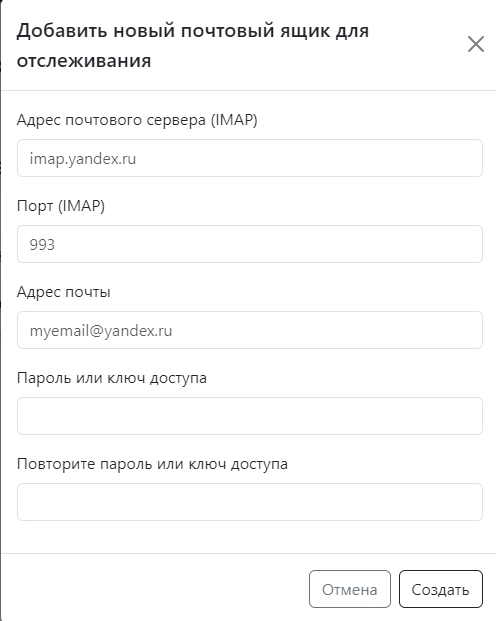 Добавить новый почтовый ящик для
отслеживания
Адрес почтового сервера (IMAP)
imap.yandex.ru
Порт (IMAP)
993
Адрес почты
myemail@yandex.ru
Пароль или ключ доступа
Повторите пароль или ключ доступа
Отмена
Создать